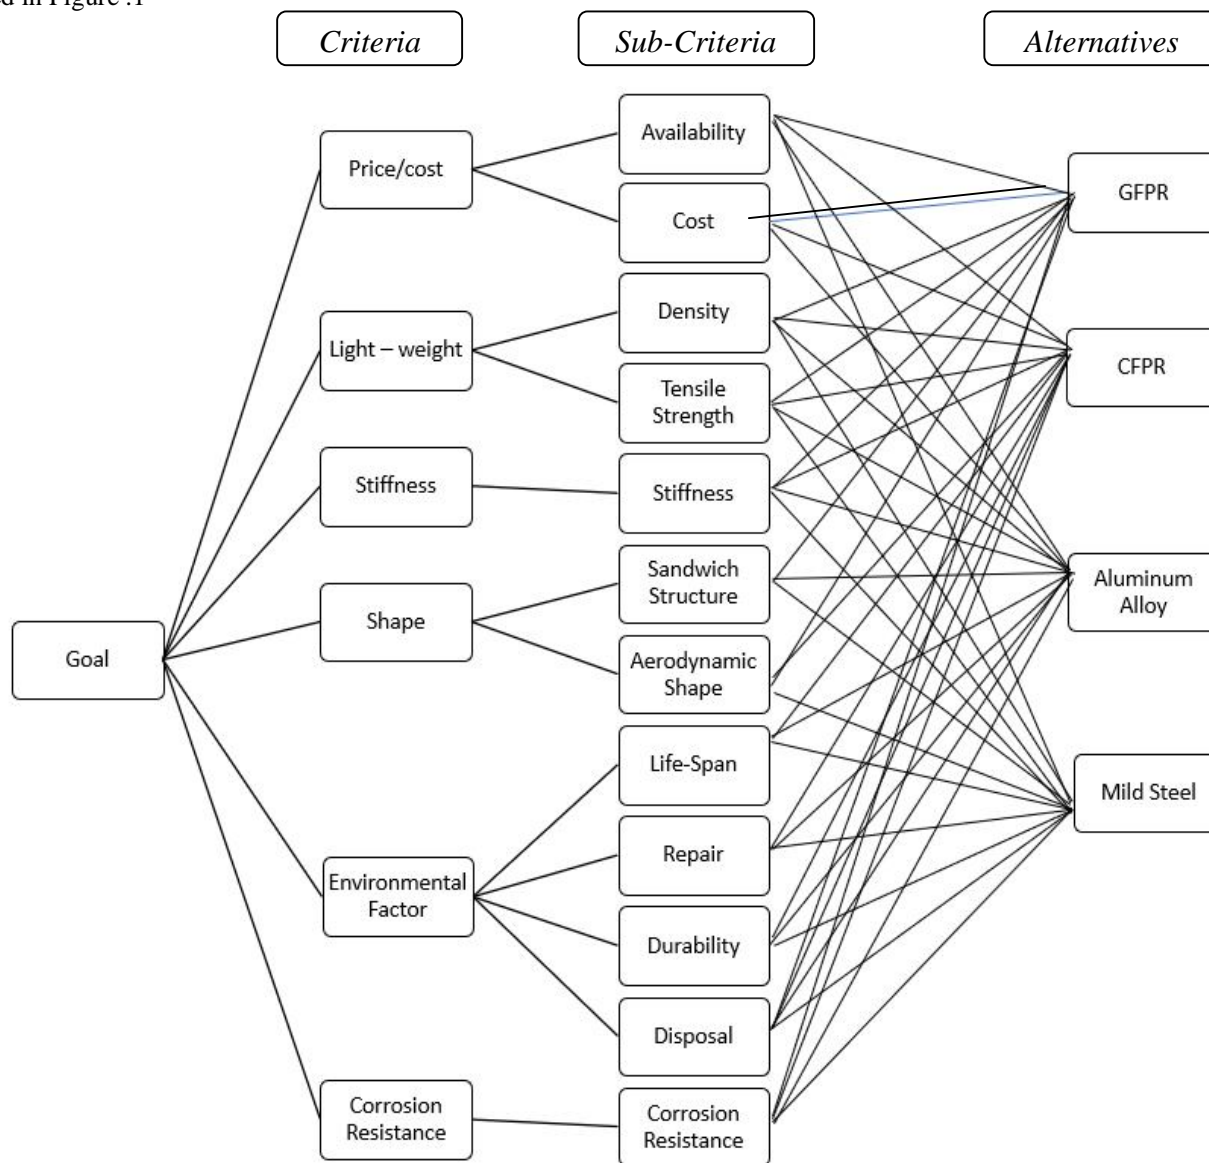 ed in Figure .1
Criteria
Sub-Criteria
Alternatives
Availability
Price/cost
GFPR
Cost
Density
Light – weight
CFPR
Tensile
Strength
Stiffness
Stiffness
Sandwich
Structure
Aluminum
Alloy
Shape
Goal
Aerodynamic
Shape
Life-Span
Mild Steel
Repair
Environmental
Factor
Durability
Disposal
Corrosion
Resistance
Corrosion
Resistance